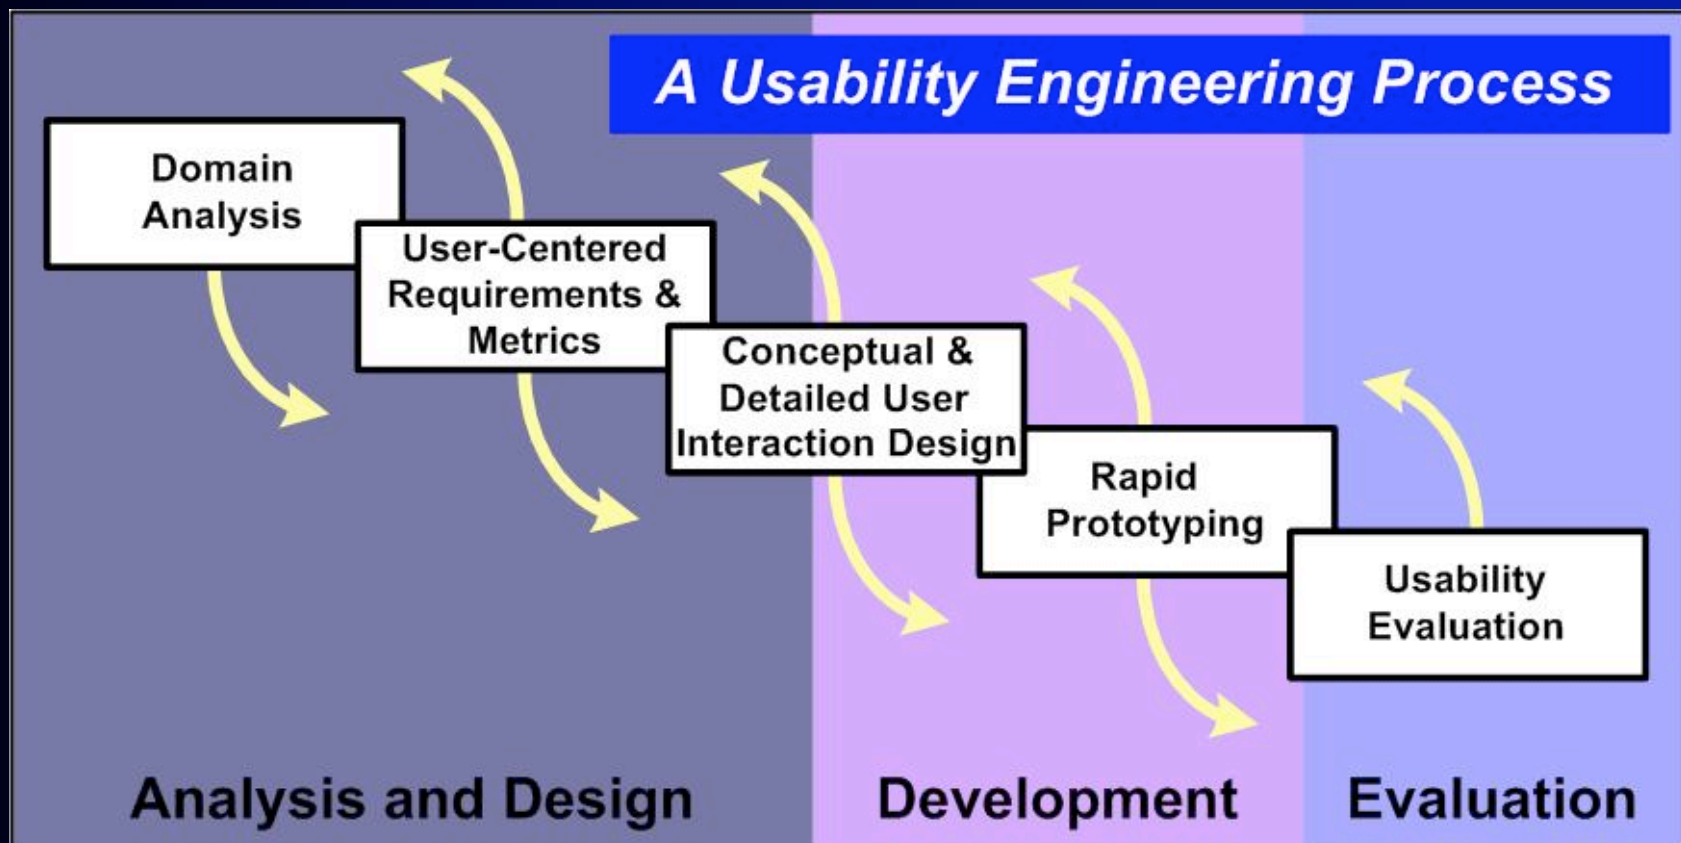 A Usability Engineering Process
Domain
Analysis
User-Centered
Requirements &
Metrics
Conceptual &
Detailed User
Interaction Design
Rapid
Prototyping
Usability
Evaluation
Analysis and Design
Development
Evaluation